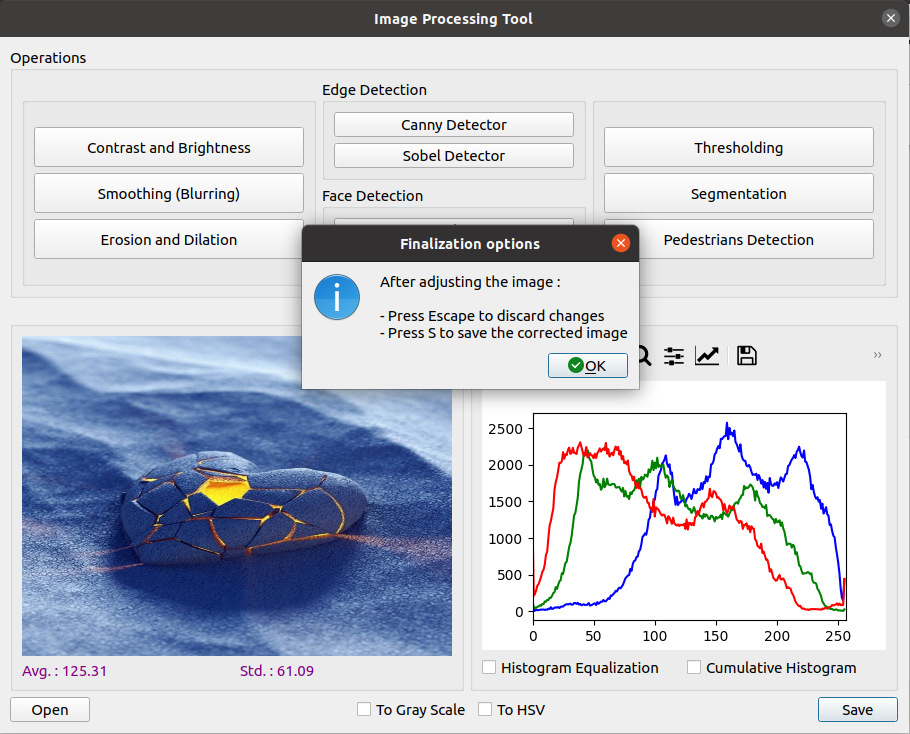 Image Processing Tool
Operations
Edge Detection
Canny Detector
Sobel Detector
Contrast and Brightness
Smoothing (Blurring)
Erosion and Dilation
Face Detection
Thresholding
Segmentation
Pedestrians Detection
Finalization options
After adjusting the image :
- Press Escape to discard changes
- Press S to save the corrected image
OK
2500
2000
1500
1000
500
0
0 50 100 150 200 250
Avg. : 125.31 Std. : 61.09
Histogram Equalization Cumulative Histogram
Open To Gray Scale To HSV Save